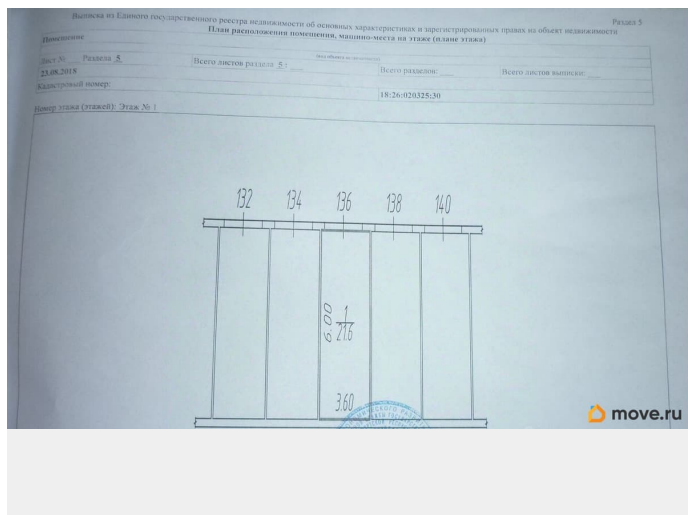 Выписка из Единого государственного реестра недвижимости об основных характеристиках и зарегистрированных правах на объект недвижимости
Раздел 5
План расположения помещения, машино-места на этаже (плане этажа)
Помещение
Лист № Раздела 5
Всего листов раздела 5 :
Всего разделов:
Всего листов выписки:
23.08.2018
Кадастровый номер:
18:26:020325:30
Номер этажа (этажей): Этаж № 1
132 134 136 138 140
6.00
1
21.6
3.60
move.ru